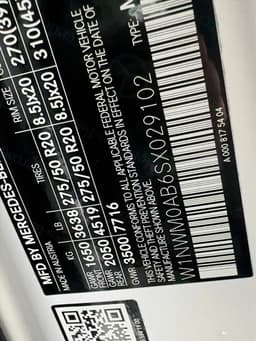 MFD BY MERCEDES-BE
MADE IN AUSTRIA
TIRES
RIM SIZE
270(39
KG LB
GAWR FRONT 1650 3638 275/50 R20 8.5Jx20
310(45
GAWR REAR 2050 4519 275/50 R20 8.5Jx20
GVWR 3500 7716
THIS VEHICLE CONFORMS TO ALL APPLICABLE FEDERAL MOTOR VEHICLE
SAFETY AND THEFT PREVENTION STANDARDS IN EFFECT ON THE DATE OF
MANUFACTURE SHOWN ABOVE.
W1NWM0AB6SX029102
TYPE:
A 000 817 54 04